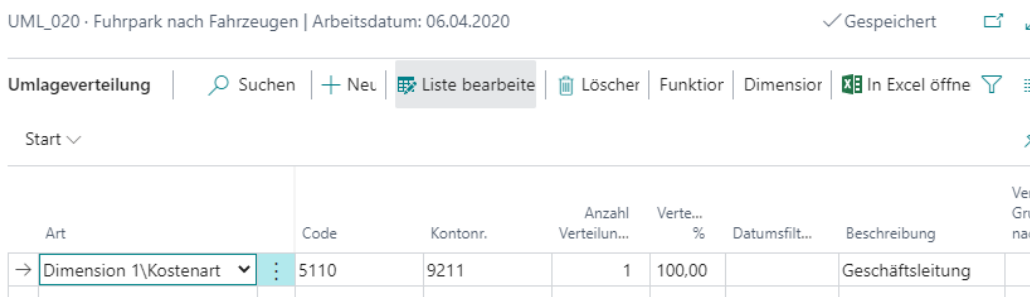 UML_020 · Fuhrpark nach Fahrzeugen | Arbeitsdatum: 06.04.2020 Gespeichert
Umlageverteilung Suchen Neu Liste bearbeite Löscher Funktior Dimensior In Excel öffne
Start
Art Code Kontonr. Anzahl Verteilun... Verte... % Datumsfilt... Beschreibung Ver Gru nac
Dimension 1\Kostenart 5110 9211 1 100,00 Geschäftsleitung